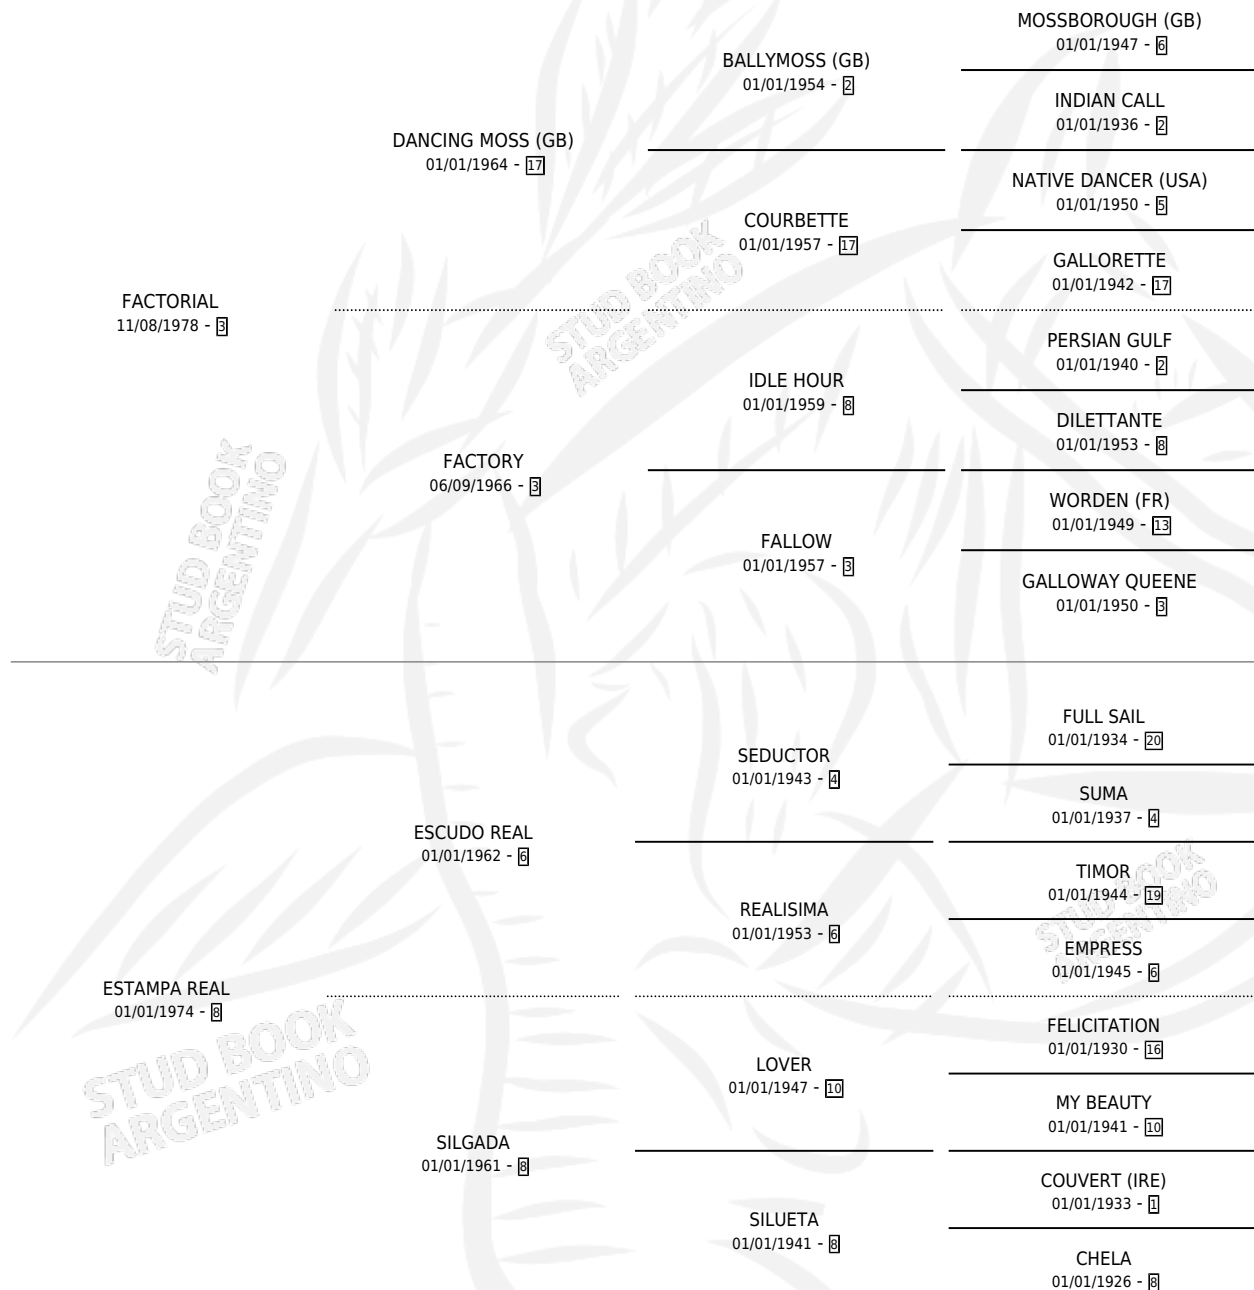 MOSSBOROUGH (GB)
01/01/1947 - 6
BALLYMOSS (GB)
01/01/1954 - 2
INDIAN CALL
01/01/1936 - 2
DANCING MOSS (GB)
01/01/1964 - 17
NATIVE DANCER (USA)
01/01/1950 - 5
COURBETTE
01/01/1957 - 17
GALLORETTE
01/01/1942 - 17
FACTORIAL
11/08/1978 - 3
PERSIAN GULF
01/01/1940 - 2
IDLE HOUR
01/01/1959 - 8
DILETTANTE
01/01/1953 - 8
FACTORY
06/09/1966 - 3
WORDEN (FR)
01/01/1949 - 13
FALLOW
01/01/1957 - 3
GALLOWAY QUEENE
01/01/1950 - 3
FULL SAIL
01/01/1934 - 20
SEDUCTOR
01/01/1943 - 4
SUMA
01/01/1937 - 4
ESCUDO REAL
01/01/1962 - 6
TIMOR
01/01/1944 - 19
REALISIMA
01/01/1953 - 6
EMPRESS
01/01/1945 - 6
ESTAMPA REAL
01/01/1974 - 8
FELICITATION
01/01/1930 - 16
LOVER
01/01/1947 - 10
MY BEAUTY
01/01/1941 - 10
SILGADA
01/01/1961 - 8
COUVERT (IRE)
01/01/1933 - 1
SILUETA
01/01/1941 - 8
CHELA
01/01/1926 - 8
STUD BOOK
ARGENTINO
STUD BOOK
ARGENTINO
STUD BOOK
ARGENTINO
STUD BOOK
ARGENTINO